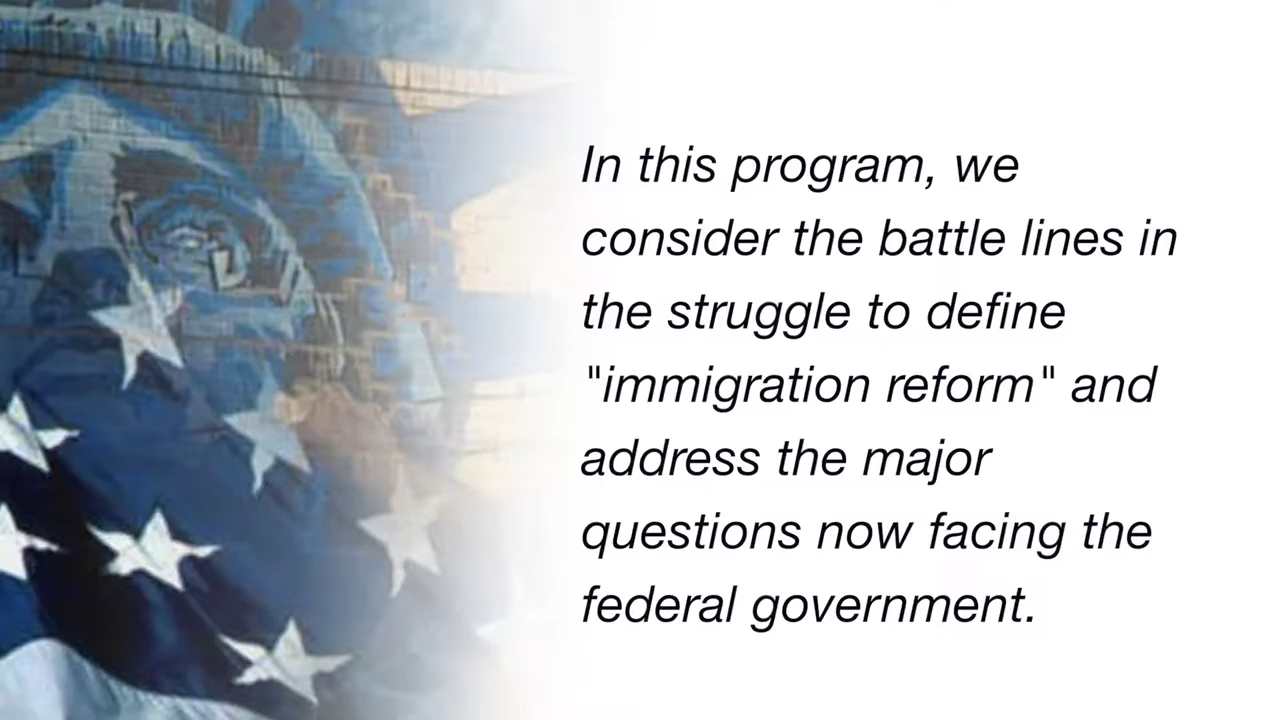 In this program, we
consider the battle lines in
the struggle to define
"immigration reform" and
address the major
questions now facing the
federal government.